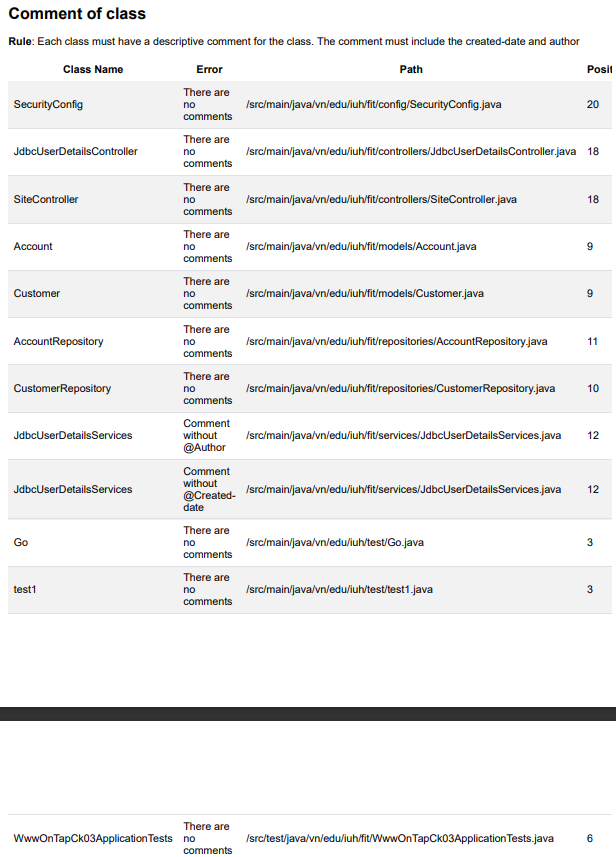 Comment of class
Rule: Each class must have a descriptive comment for the class. The comment must include the created-date and author
Class Name Error Path Posit
SecurityConfig There are no comments /src/main/java/vn/edu/iuh/fit/config/SecurityConfig.java 20
JdbcUserDetailsController There are no comments /src/main/java/vn/edu/iuh/fit/controllers/JdbcUserDetailsController.java 18
SiteController There are no comments /src/main/java/vn/edu/iuh/fit/controllers/SiteController.java 18
Account There are no comments /src/main/java/vn/edu/iuh/fit/models/Account.java 9
Customer There are no comments /src/main/java/vn/edu/iuh/fit/models/Customer.java 9
AccountRepository There are no comments /src/main/java/vn/edu/iuh/fit/repositories/AccountRepository.java 11
CustomerRepository There are no comments /src/main/java/vn/edu/iuh/fit/repositories/CustomerRepository.java 10
JdbcUserDetailsServices Comment without @Author /src/main/java/vn/edu/iuh/fit/services/JdbcUserDetailsServices.java 12
JdbcUserDetailsServices Comment without @Created-date /src/main/java/vn/edu/iuh/fit/services/JdbcUserDetailsServices.java 12
Go There are no comments /src/main/java/vn/edu/iuh/test/Go.java 3
test1 There are no comments /src/main/java/vn/edu/iuh/test/test1.java 3
WwwOnTapCk03ApplicationTests There are no comments /src/test/java/vn/edu/iuh/fit/WwwOnTapCk03ApplicationTests.java 6